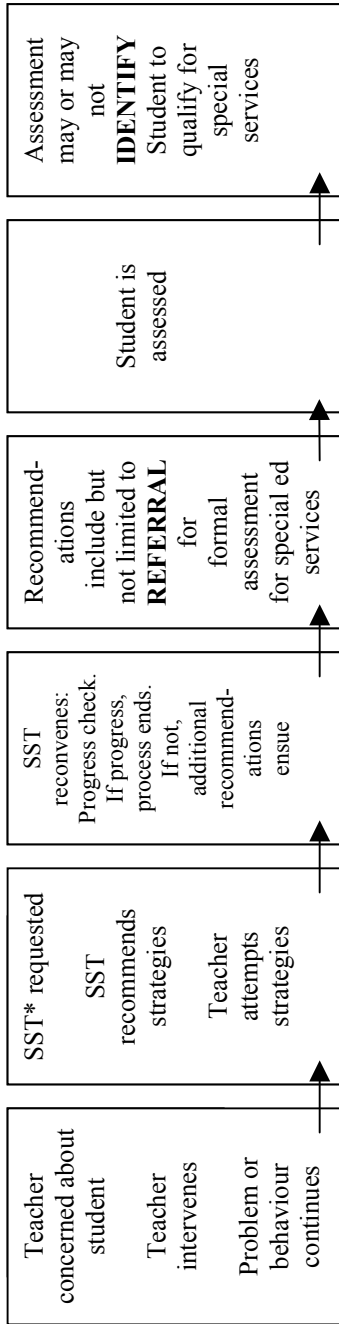 Teacher
concerned about
student
Teacher
intervenes
Problem or
behaviour
continues
SST* requested
SST
recommends
strategies
Teacher
attempts
strategies
SST
reconvenes:
Progress check.
If progress,
process ends.
If not,
additional
recommend-
ations
ensue
Recommend-
ations
include but
not limited to
REFERRAL
for
formal
assessment
for special ed
services
Student is
assessed
Assessment
may or may
not
IDENTIFY
Student to
qualify for
special
services